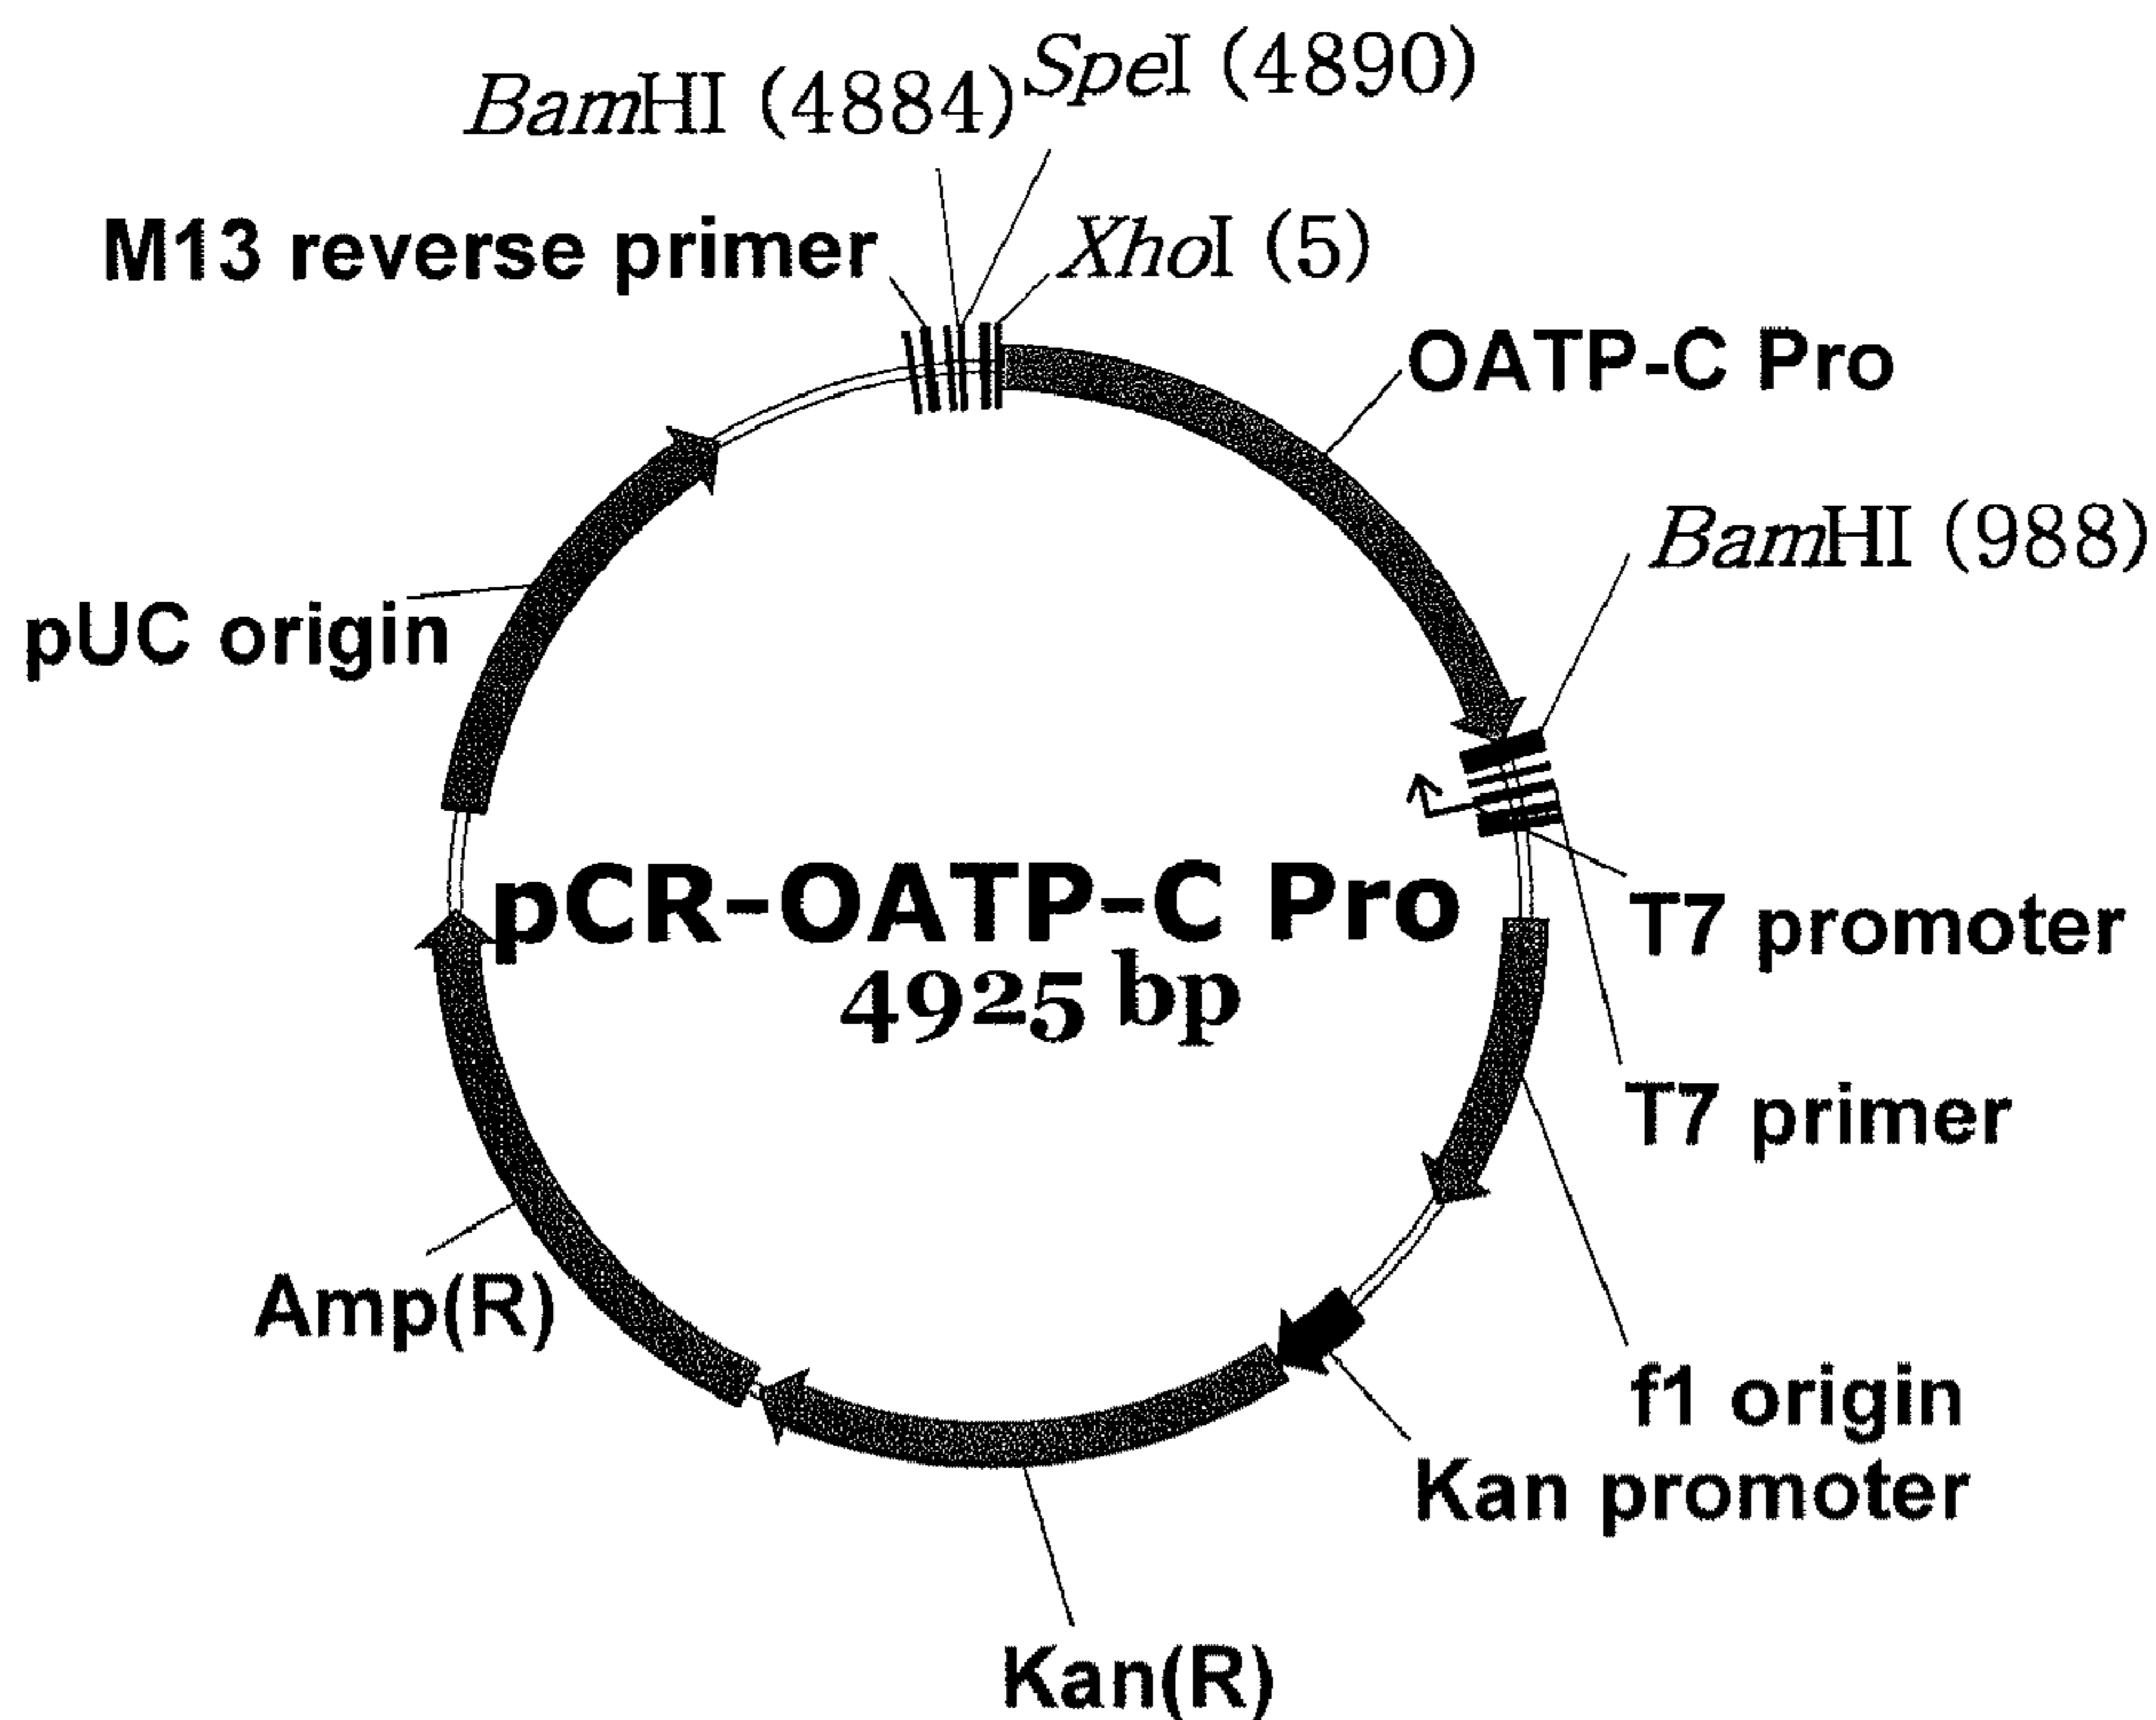 BamHI (4884)
SpeI (4890)
M13 reverse primer
XhoI (5)
OATP-C Pro
BamHI (988)
pUC origin
pCR-OATP-C Pro
4925 bp
T7 promoter
T7 primer
Amp(R)
f1 origin
Kan promoter
Kan(R)